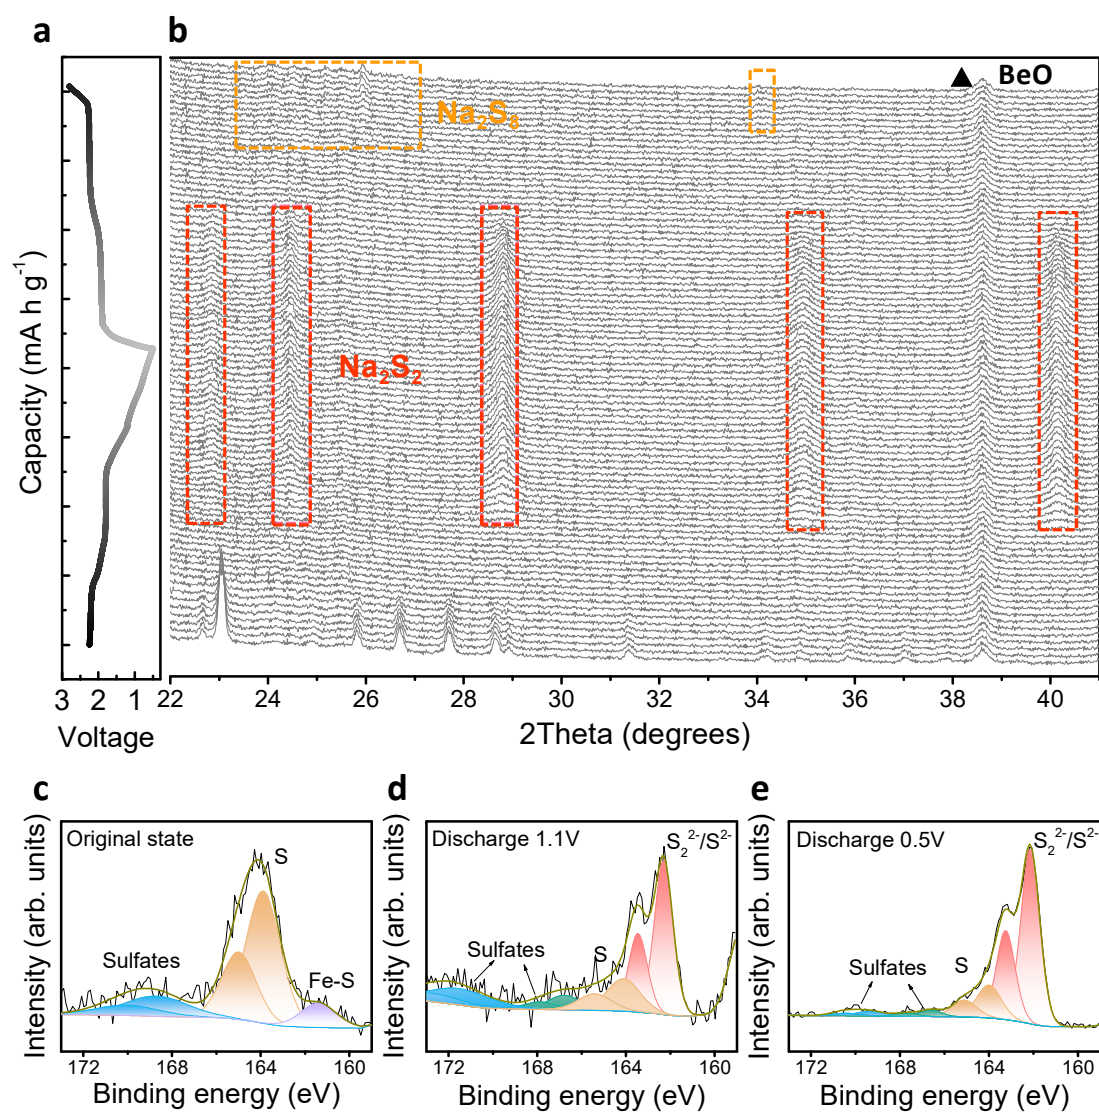 a
b
BeO
Na₂S₈
Na₂S₂
Capacity (mA h g⁻¹)
3 2 1
Voltage
22 24 26 28 30 32 34 36 38 40
2Theta (degrees)
c
Original state
S
Sulfates
Fe-S
Intensity (arb. units)
172 168 164 160
Binding energy (eV)
d
Discharge 1.1V
S₂²⁻/S²⁻
Sulfates
S
Intensity (arb. units)
172 168 164 160
Binding energy (eV)
e
Discharge 0.5V
S₂²⁻/S²⁻
Sulfates
S
Intensity (arb. units)
172 168 164 160
Binding energy (eV)